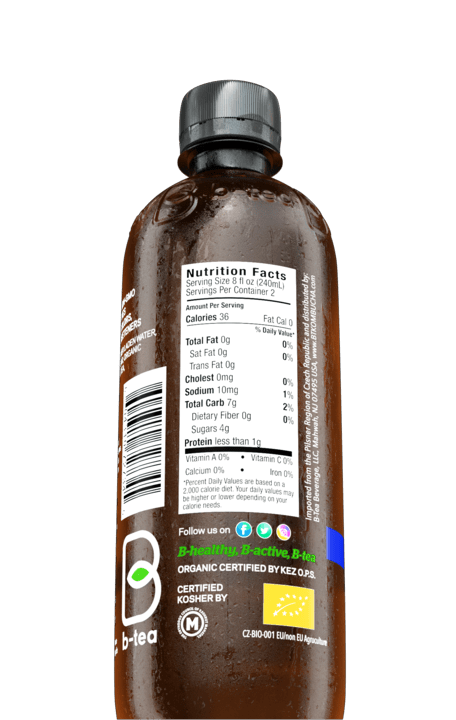 Nutrition Facts
Serving Size 8 fl oz (240mL)
Servings Per Container 2
Amount Per Serving
Calories 36 Fat Cal 0
% Daily Value*
Total Fat 0g 0%
Sat Fat 0g 0%
Trans Fat 0g
Cholest 0mg 0%
Sodium 10mg 1%
Total Carb 7g 2%
Dietary Fiber 0g 0%
Sugars 4g
Protein less than 1g
Vitamin A 0% • Vitamin C 0%
Calcium 0% • Iron 0%
*Percent Daily Values are based on a
2,000 calorie diet. Your daily values may
be higher or lower depending on your
calorie needs.
Imported from the Pilsner Region of Czech Republic and distributed by:
B-Tea Beverage, LLC, Mahwah, NJ 07495 USA, www.BTKOMBUCHA.com
Follow us on
B-healthy, B-active, B-tea.
ORGANIC CERTIFIED BY KEZ O.P.S.
CERTIFIED
KOSHER BY
M
CZ-BIO-001 EU/non EU Agriculture
b-tea
WATER,
ORGANIC